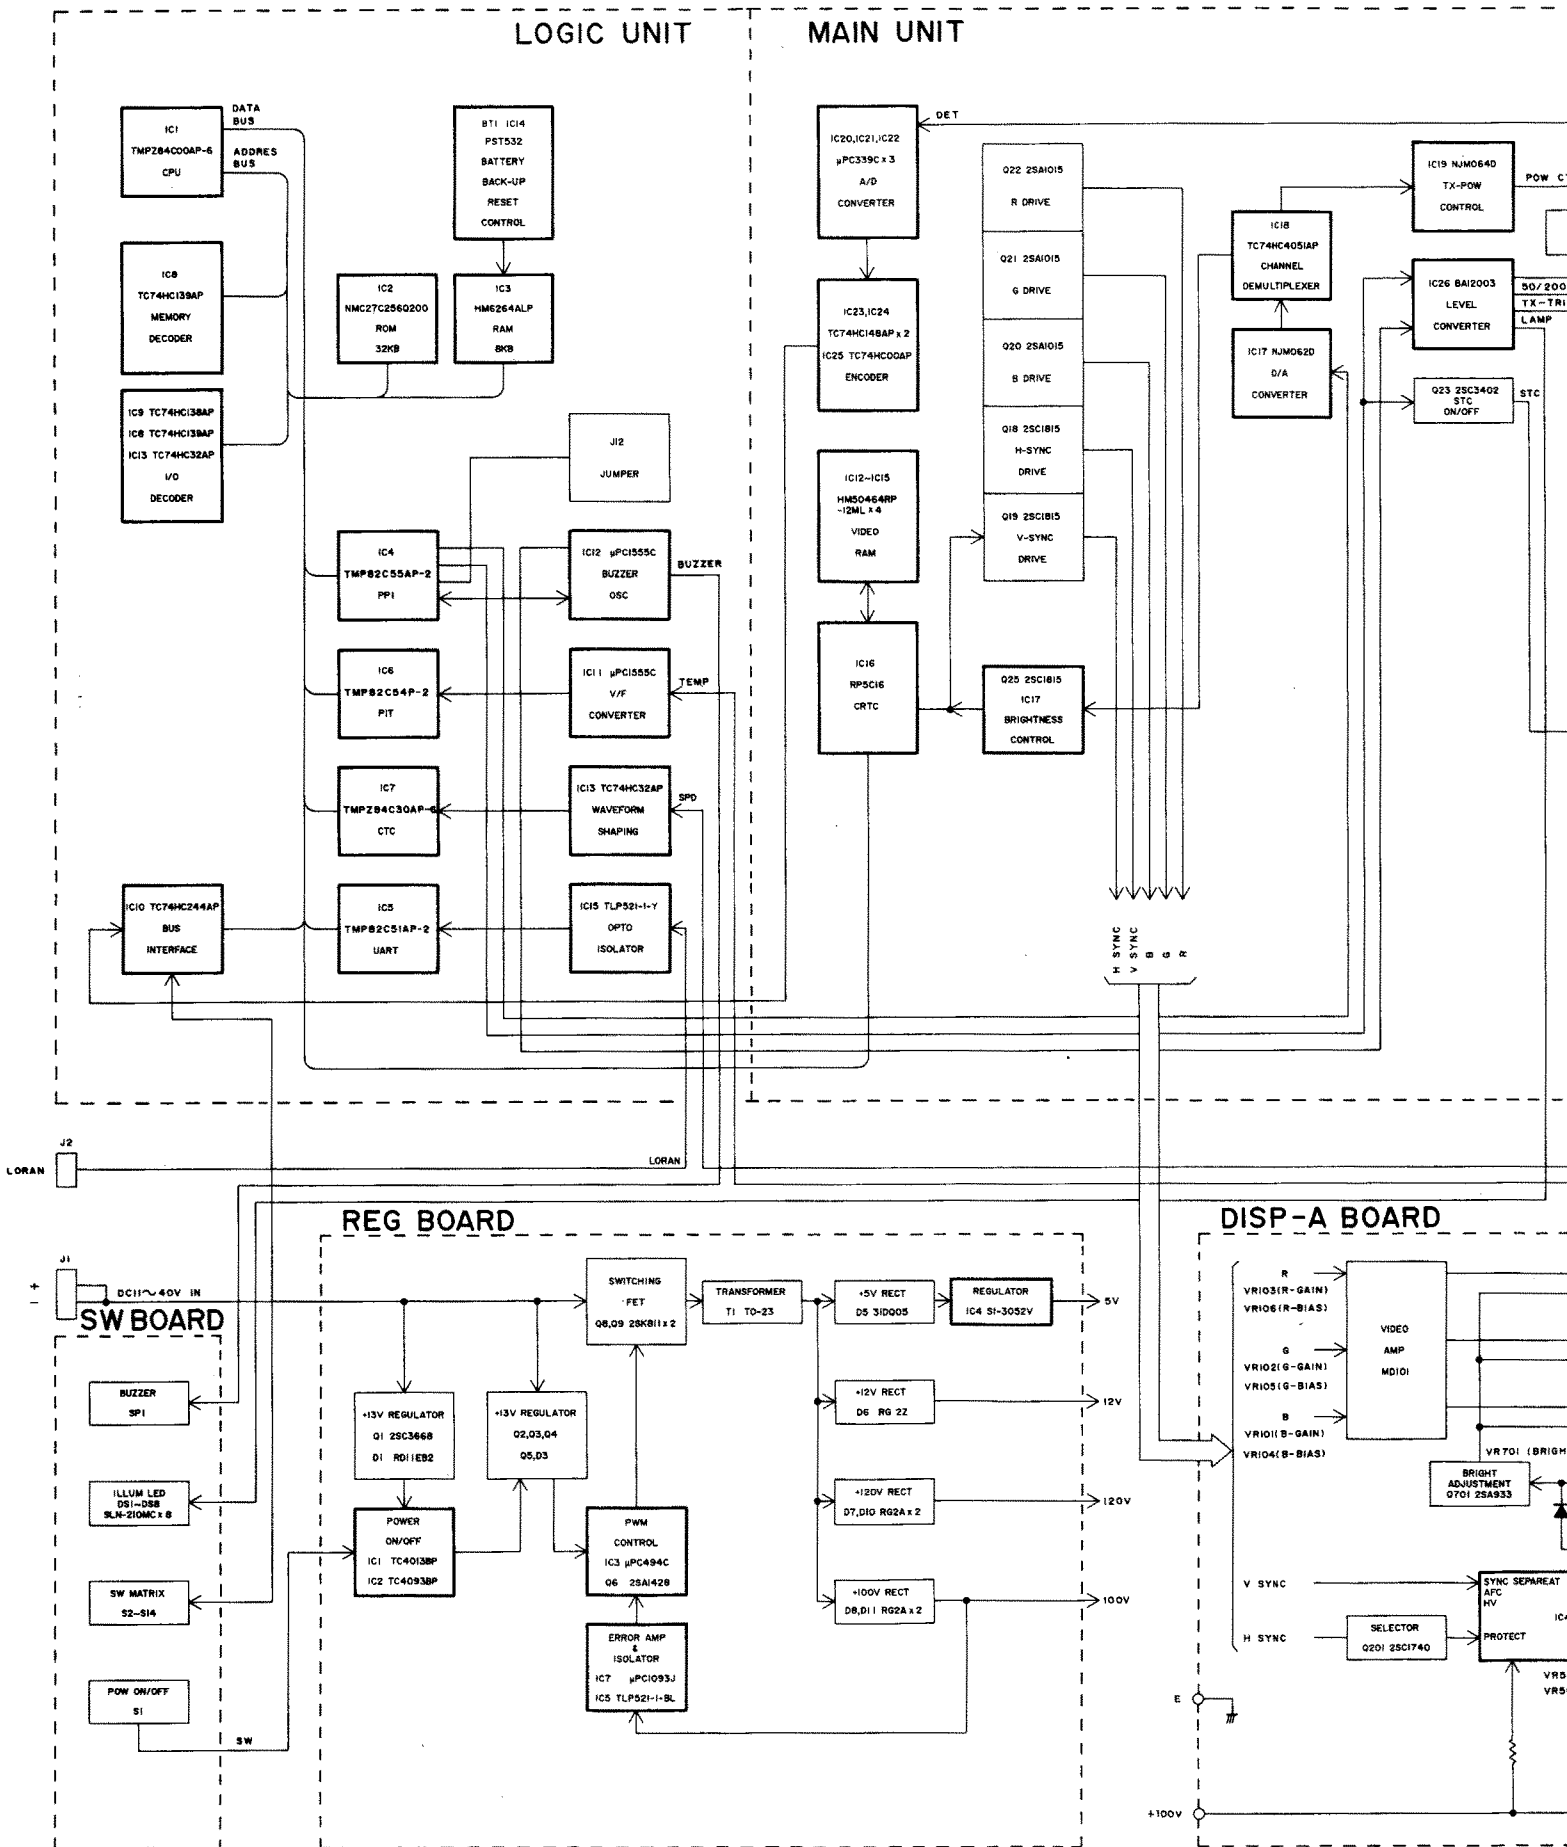 LOGIC UNIT
MAIN UNIT
IC1
TMPZ84C00AP-6
CPU
DATA
BUS
ADDRES
BUS
BT1 IC14
PST532
BATTERY
BACK-UP
RESET
CONTROL
IC8
TC74HC139AP
MEMORY
DECODER
IC2
NMC27C256Q200
ROM
32KB
IC3
HM6264ALP
RAM
8KB
IC9 TC74HC138AP
IC8 TC74HC139AP
IC13 TC74HC32AP
I/O
DECODER
J12
JUMPER
IC4
TMP82C55AP-2
PPI
IC12 µPC1555C
BUZZER
OSC
BUZZER
IC6
TMP82C54P-2
PIT
IC11 µPC1555C
V/F
CONVERTER
TEMP
IC7
TMPZ84C30AP-6
CTC
IC13 TC74HC32AP
WAVEFORM
SHAPING
SPD
IC10 TC74HC244AP
BUS
INTERFACE
IC5
TMP82C51AP-2
UART
IC15 TLP521-1-Y
OPTO
ISOLATOR
IC20,IC21,IC22
µPC339C x 3
A/D
CONVERTER
DET
IC23,IC24
TC74HC148AP x 2
IC25 TC74HC00AP
ENCODER
IC12~IC15
HM50464RP
-12ML x 4
VIDEO
RAM
IC16
RP5C16
CRTC
Q22 2SA1015
R DRIVE
Q21 2SA1015
G DRIVE
Q20 2SA1015
B DRIVE
Q18 2SC1815
H-SYNC
DRIVE
Q19 2SC1815
V-SYNC
DRIVE
Q25 2SC1815
IC17
BRIGHTNESS
CONTROL
IC18
TC74HC4051AP
CHANNEL
DEMULTIPLEXER
IC17 NJM062D
D/A
CONVERTER
IC19 NJM064D
TX-POW
CONTROL
POW C
IC26 BA12003
LEVEL
CONVERTER
50/200
TX-TRI
LAMP
Q23 2SC3402
STC
ON/OFF
STC
H SYNC
V SYNC
B
G
R
J2
LORAN
LORAN
REG BOARD
DISP-A BOARD
J1
+
-
DC11~40V IN
SW BOARD
BUZZER
SP1
ILLUM LED
DS1~DS8
SLN-210MC x 8
SW MATRIX
S2~S14
POW ON/OFF
S1
SW
SWITCHING
FET
Q8,Q9 2SK811 x 2
TRANSFORMER
T1 TO-23
+5V RECT
D5 31DQ05
REGULATOR
IC4 SI-3052V
5V
+13V REGULATOR
Q1 2SC3668
D1 RD11EB2
+13V REGULATOR
Q2,Q3,Q4
Q5,D3
+12V RECT
D6 RG 2Z
12V
POWER
ON/OFF
IC1 TC4013BP
IC2 TC4093BP
PWM
CONTROL
IC3 µPC494C
Q6 2SA1428
+120V RECT
D7,D10 RG2A x 2
120V
+100V RECT
D8,D11 RG2A x 2
100V
ERROR AMP
&
ISOLATOR
IC7 µPC1093J
IC5 TLP521-1-BL
R
VR103(R-GAIN)
VR106(R-BIAS)
G
VR102(G-GAIN)
VR105(G-BIAS)
B
VR101(B-GAIN)
VR104(B-BIAS)
VIDEO
AMP
MD101
VR701 (BRIGH
BRIGHT
ADJUSTMENT
Q701 2SA933
V SYNC
H SYNC
SELECTOR
Q201 2SC1740
SYNC SEPAREAT
AFC
HV
IC4
PROTECT
VR5
VR5
E
+100V